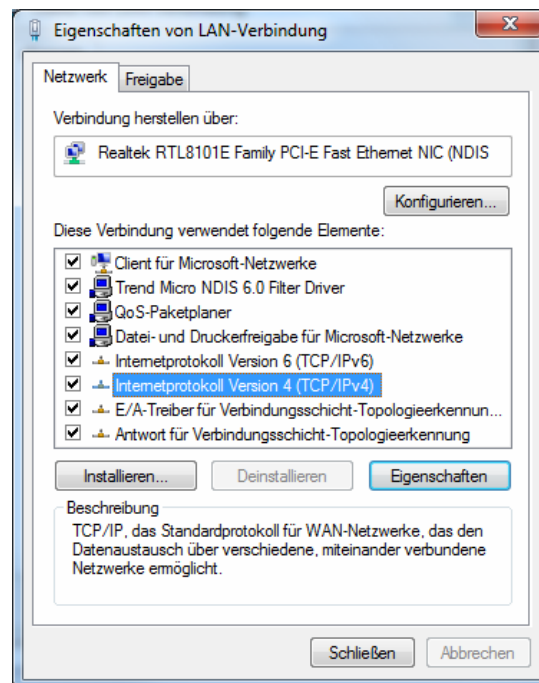 Eigenschaften von LAN-Verbindung
Netzwerk
Freigabe
Verbindung herstellen über:
Realtek RTL8101E Family PCI-E Fast Ethernet NIC (NDIS
Konfigurieren...
Diese Verbindung verwendet folgende Elemente:
Client für Microsoft-Netzwerke
Trend Micro NDIS 6.0 Filter Driver
QoS-Paketplaner
Datei- und Druckerfreigabe für Microsoft-Netzwerke
Internetprotokoll Version 6 (TCP/IPv6)
Internetprotokoll Version 4 (TCP/IPv4)
E/A-Treiber für Verbindungsschicht-Topologieerkennun...
Antwort für Verbindungsschicht-Topologieerkennung
Installieren...
Deinstallieren
Eigenschaften
Beschreibung
TCP/IP, das Standardprotokoll für WAN-Netzwerke, das den
Datenaustausch über verschiedene, miteinander verbundene
Netzwerke ermöglicht.
Schließen
Abbrechen